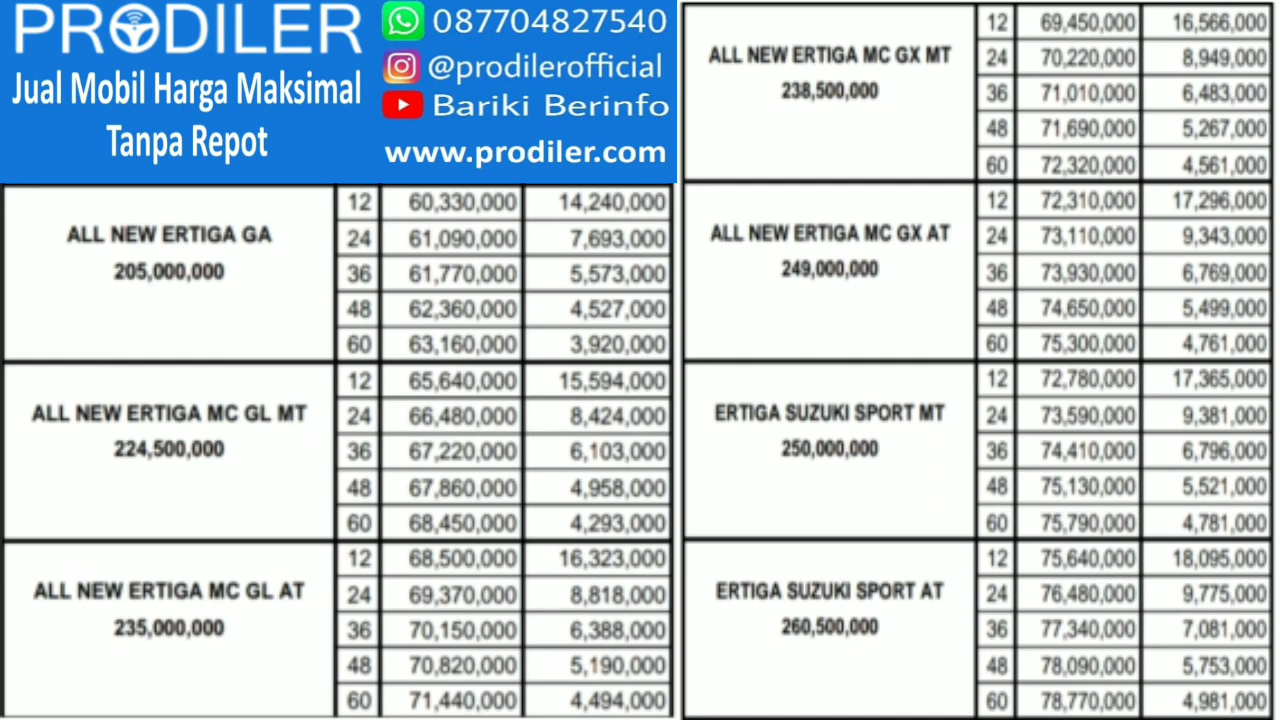 PRODILER
Jual Mobil Harga Maksimal
Tanpa Repot
087704827540
@prodilerofficial
Bariki Berinfo
www.prodiler.com
ALL NEW ERTIGA GA
205,000,000
12 60,330,000 14,240,000
24 61,090,000 7,693,000
36 61,770,000 5,573,000
48 62,360,000 4,527,000
60 63,160,000 3,920,000
ALL NEW ERTIGA MC GL MT
224,500,000
12 65,640,000 15,594,000
24 66,480,000 8,424,000
36 67,220,000 6,103,000
48 67,860,000 4,958,000
60 68,450,000 4,293,000
ALL NEW ERTIGA MC GL AT
235,000,000
12 68,500,000 16,323,000
24 69,370,000 8,818,000
36 70,150,000 6,388,000
48 70,820,000 5,190,000
60 71,440,000 4,494,000
ALL NEW ERTIGA MC GX MT
238,500,000
12 69,450,000 16,566,000
24 70,220,000 8,949,000
36 71,010,000 6,483,000
48 71,690,000 5,267,000
60 72,320,000 4,561,000
ALL NEW ERTIGA MC GX AT
249,000,000
12 72,310,000 17,296,000
24 73,110,000 9,343,000
36 73,930,000 6,769,000
48 74,650,000 5,499,000
60 75,300,000 4,761,000
ERTIGA SUZUKI SPORT MT
250,000,000
12 72,780,000 17,365,000
24 73,590,000 9,381,000
36 74,410,000 6,796,000
48 75,130,000 5,521,000
60 75,790,000 4,781,000
ERTIGA SUZUKI SPORT AT
260,500,000
12 75,640,000 18,095,000
24 76,480,000 9,775,000
36 77,340,000 7,081,000
48 78,090,000 5,753,000
60 78,770,000 4,981,000